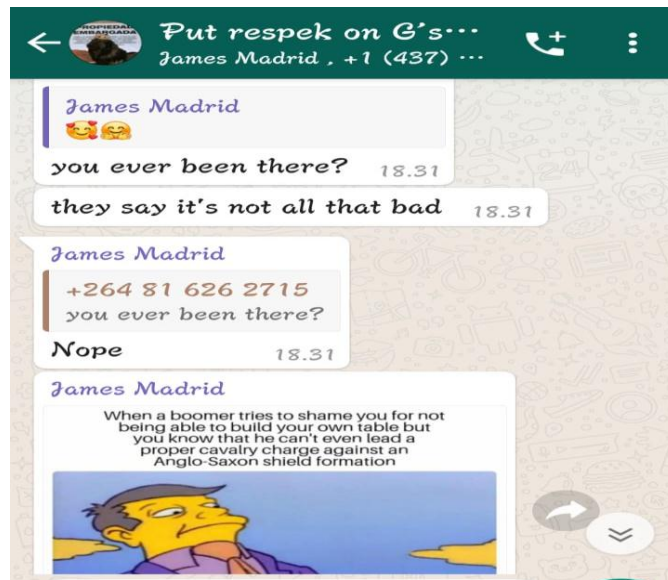 PROPIEDAD
EMBARGADA
Put respek on G's...
James Madrid , +1 (437) ...
James Madrid
🥰🤗
you ever been there? 18.31
they say it's not all that bad 18.31
James Madrid
+264 81 626 2715
you ever been there?
Nope 18.31
James Madrid
When a boomer tries to shame you for not
being able to build your own table but
you know that he can't even lead a
proper cavalry charge against an
Anglo-Saxon shield formation